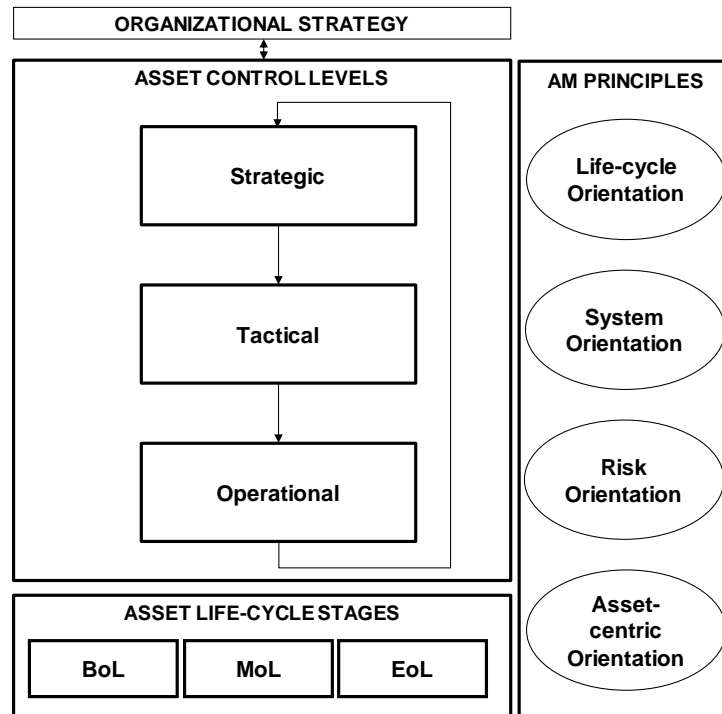 ORGANIZATIONAL STRATEGY
ASSET CONTROL LEVELS
Strategic
Tactical
Operational
ASSET LIFE-CYCLE STAGES
BoL
MoL
EoL
AM PRINCIPLES
Life-cycle
Orientation
System
Orientation
Risk
Orientation
Asset-
centric
Orientation